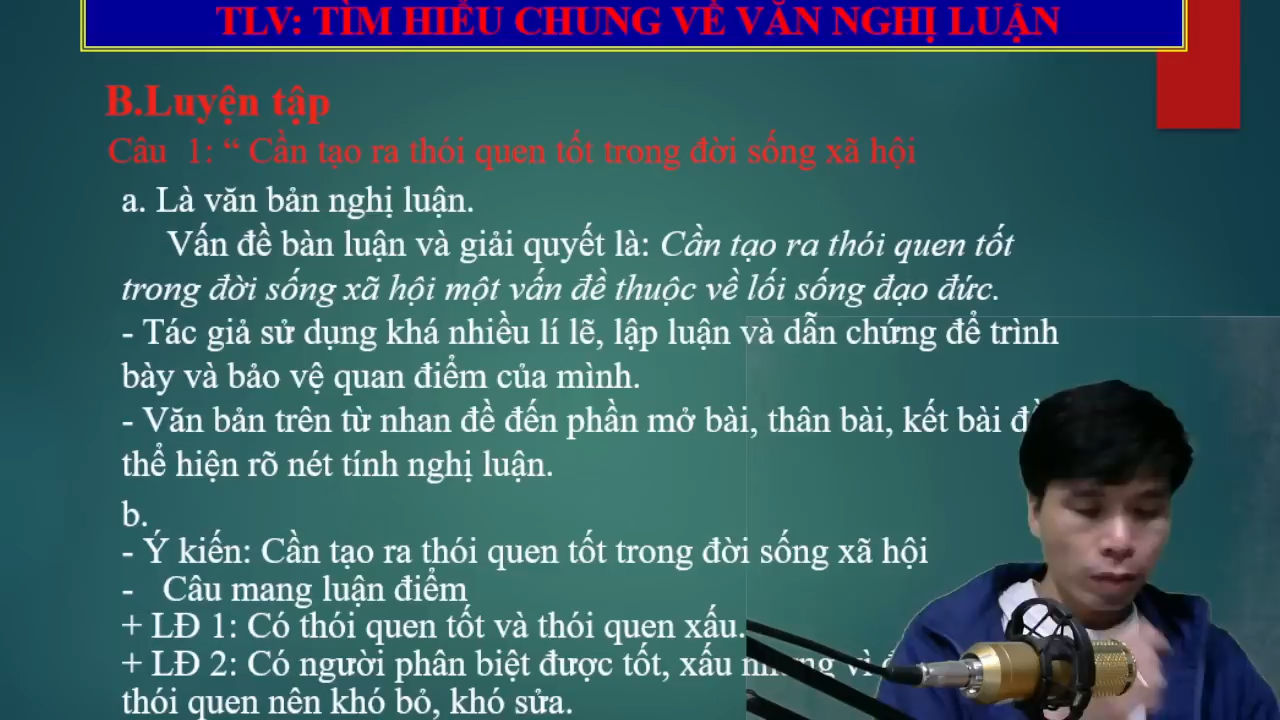 TLV: TÌM HIỂU CHUNG VỀ VĂN NGHỊ LUẬN
B.Luyện tập
Câu 1: “ Cần tạo ra thói quen tốt trong đời sống xã hội
a. Là văn bản nghị luận.
Vấn đề bàn luận và giải quyết là: Cần tạo ra thói quen tốt
trong đời sống xã hội một vấn đề thuộc về lối sống đạo đức.
- Tác giả sử dụng khá nhiều lí lẽ, lập luận và dẫn chứng để trình
bày và bảo vệ quan điểm của mình.
- Văn bản trên từ nhan đề đến phần mở bài, thân bài, kết bài
thể hiện rõ nét tính nghị luận.
b.
- Ý kiến: Cần tạo ra thói quen tốt trong đời sống xã hội
- Câu mang luận điểm
+ LĐ 1: Có thói quen tốt và thói quen xấu.
+ LĐ 2: Có người phân biệt được tốt, xấu nhưng vì
thói quen nên khó bỏ, khó sửa.